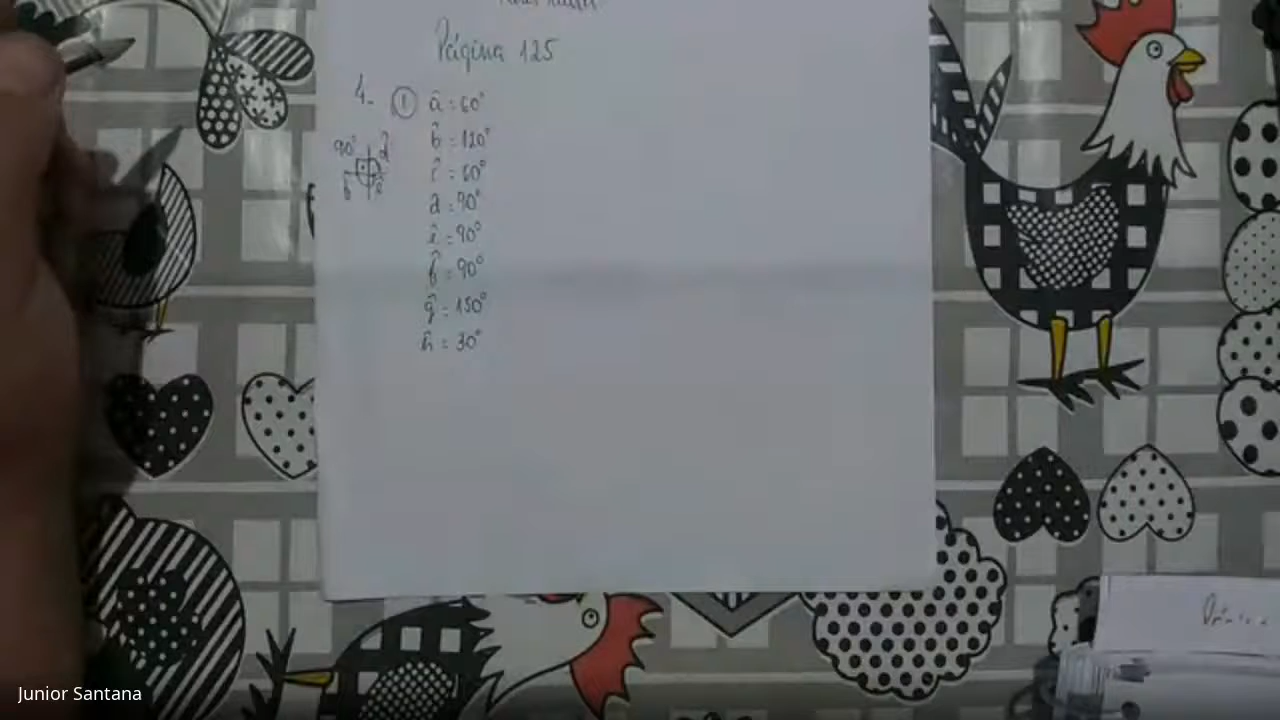 Página 125
4- ① â = 60°
b̂ = 120°
ĉ = 60°
d̂ = 90°
ê = 90°
f̂ = 90°
ĝ = 150°
ĥ = 30°
90° d̂
Junior Santana